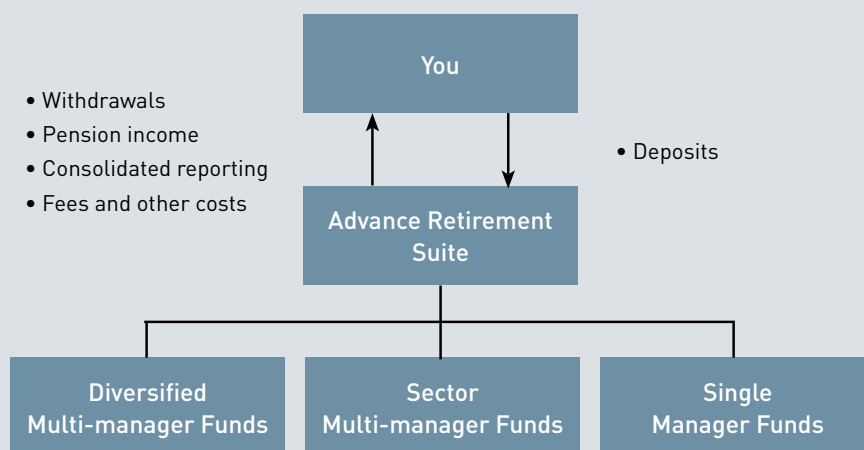 You
• Withdrawals
• Pension income
• Consolidated reporting
• Fees and other costs
• Deposits
Advance Retirement
Suite
Diversified
Multi-manager Funds
Sector
Multi-manager Funds
Single
Manager Funds